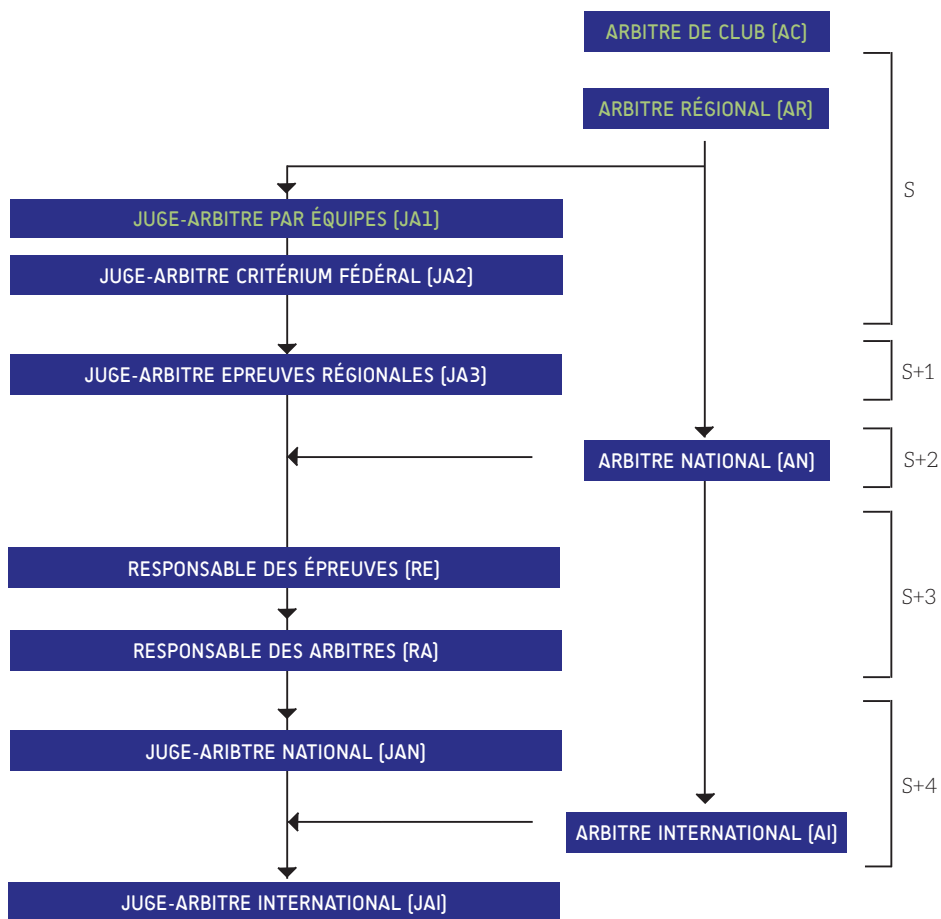 ARBITRE DE CLUB (AC)
ARBITRE RÉGIONAL (AR)
S
JUGE-ARBITRE PAR ÉQUIPES (JA1)
JUGE-ARBITRE CRITÉRIUM FÉDÉRAL (JA2)
JUGE-ARBITRE EPREUVES RÉGIONALES (JA3)
S+1
ARBITRE NATIONAL (AN)
S+2
RESPONSABLE DES ÉPREUVES (RE)
S+3
RESPONSABLE DES ARBITRES (RA)
JUGE-ARIBTRE NATIONAL (JAN)
S+4
ARBITRE INTERNATIONAL (AI)
JUGE-ARBITRE INTERNATIONAL (JAI)